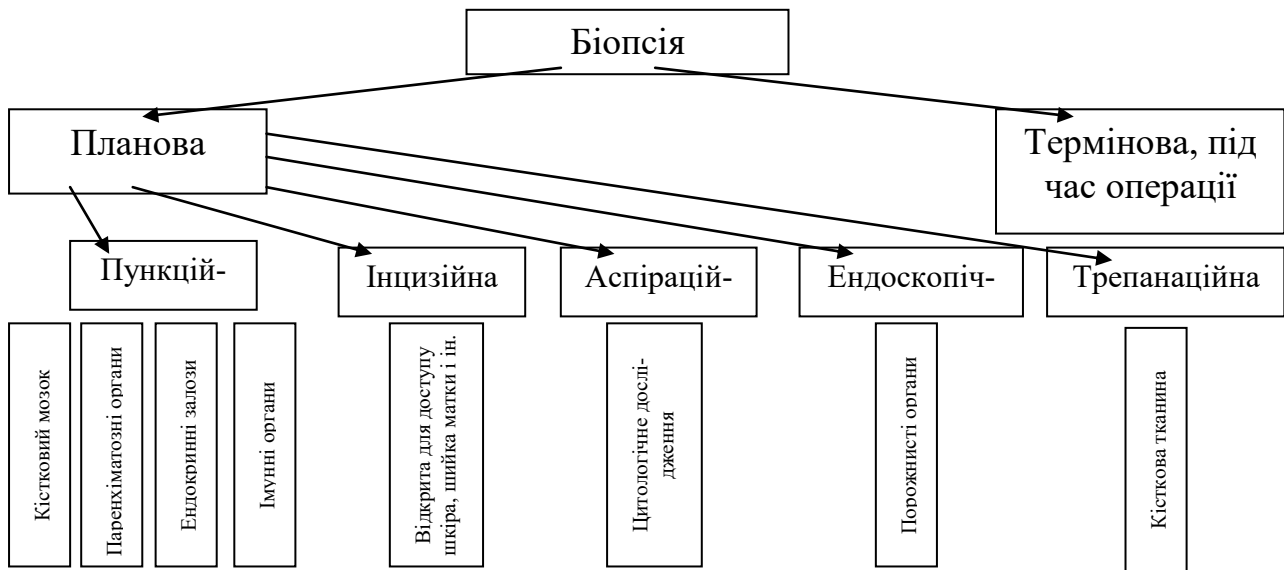 Біопсія
Планова
Термінова, під
час операції
Пункцій-
Інцизійна
Аспірацій-
Ендоскопіч-
Трепанаційна
Кістковий мозок
Паренхіматозні органи
Ендокринні залози
Імунні органи
Відкрита для доступу
шкіра, шийка матки і ін.
Цитологічне дослі-
дження
Порожнисті органи
Кісткова тканина